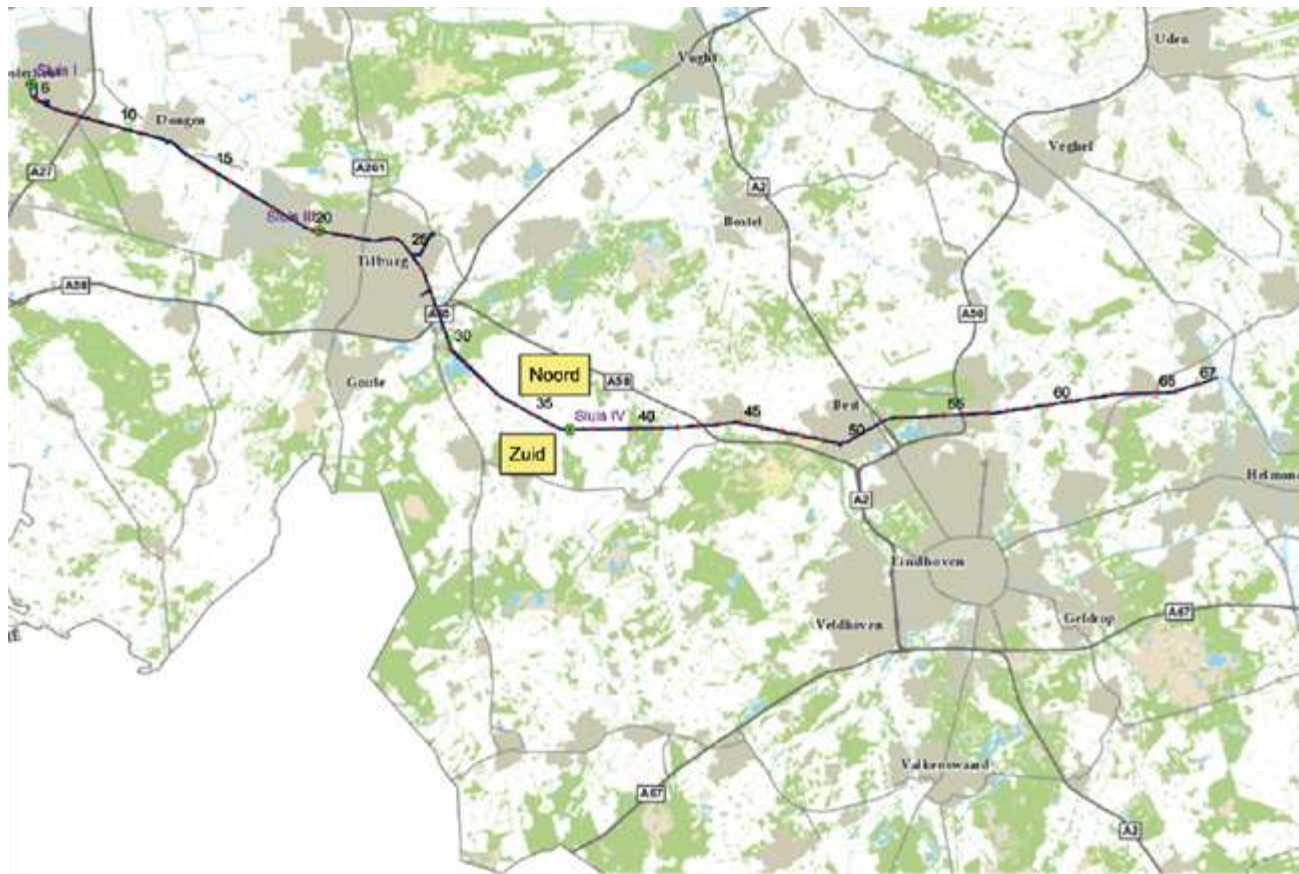 Uden
Vught
Sluis I
6
10
Dongen
15
A27
A261
Veghel
A2
Boxtel
Sluis III
20
25
Tilburg
A58
A65
30
A50
Goirle
Noord
A58
35
Sluis IV
40
45
Best
50
55
60
65
67
Zuid
A2
Helmond
Eindhoven
Veldhoven
Geldrop
A67
Valkenswaard
A67
A2